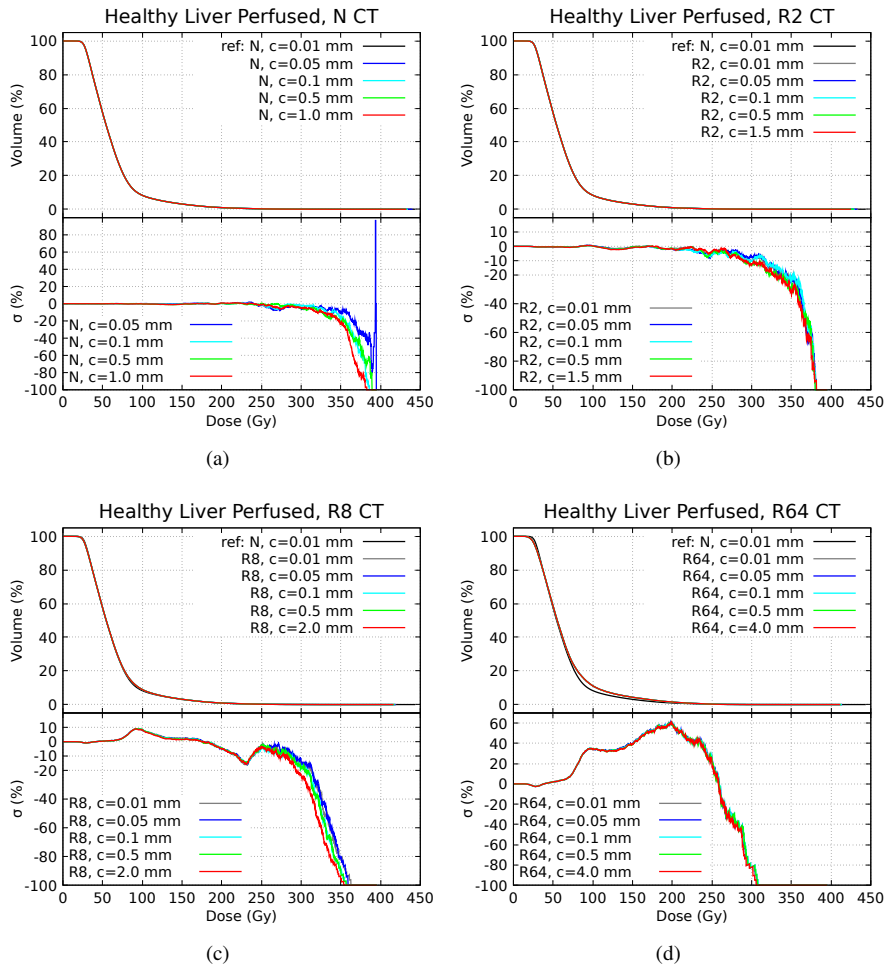 Healthy Liver Perfused, N CT
100
80
60
40
20
0
Volume (%)
ref: N, c=0.01 mm
N, c=0.05 mm
N, c=0.1 mm
N, c=0.5 mm
N, c=1.0 mm
80
60
40
20
0
-20
-40
-60
-80
-100
σ (%)
N, c=0.05 mm
N, c=0.1 mm
N, c=0.5 mm
N, c=1.0 mm
0 50 100 150 200 250 300 350 400 450
Dose (Gy)
(a)
Healthy Liver Perfused, R2 CT
100
80
60
40
20
0
Volume (%)
ref: N, c=0.01 mm
R2, c=0.01 mm
R2, c=0.05 mm
R2, c=0.1 mm
R2, c=0.5 mm
R2, c=1.5 mm
10
0
-20
-40
-60
-80
-100
σ (%)
R2, c=0.01 mm
R2, c=0.05 mm
R2, c=0.1 mm
R2, c=0.5 mm
R2, c=1.5 mm
0 50 100 150 200 250 300 350 400 450
Dose (Gy)
(b)
Healthy Liver Perfused, R8 CT
100
80
60
40
20
0
Volume (%)
ref: N, c=0.01 mm
R8, c=0.01 mm
R8, c=0.05 mm
R8, c=0.1 mm
R8, c=0.5 mm
R8, c=2.0 mm
10
0
-20
-40
-60
-80
-100
σ (%)
R8, c=0.01 mm
R8, c=0.05 mm
R8, c=0.1 mm
R8, c=0.5 mm
R8, c=2.0 mm
0 50 100 150 200 250 300 350 400 450
Dose (Gy)
(c)
Healthy Liver Perfused, R64 CT
100
80
60
40
20
0
Volume (%)
ref: N, c=0.01 mm
R64, c=0.01 mm
R64, c=0.05 mm
R64, c=0.1 mm
R64, c=0.5 mm
R64, c=4.0 mm
60
40
20
0
-20
-40
-60
-80
-100
σ (%)
R64, c=0.01 mm
R64, c=0.05 mm
R64, c=0.1 mm
R64, c=0.5 mm
R64, c=4.0 mm
0 50 100 150 200 250 300 350 400 450
Dose (Gy)
(d)